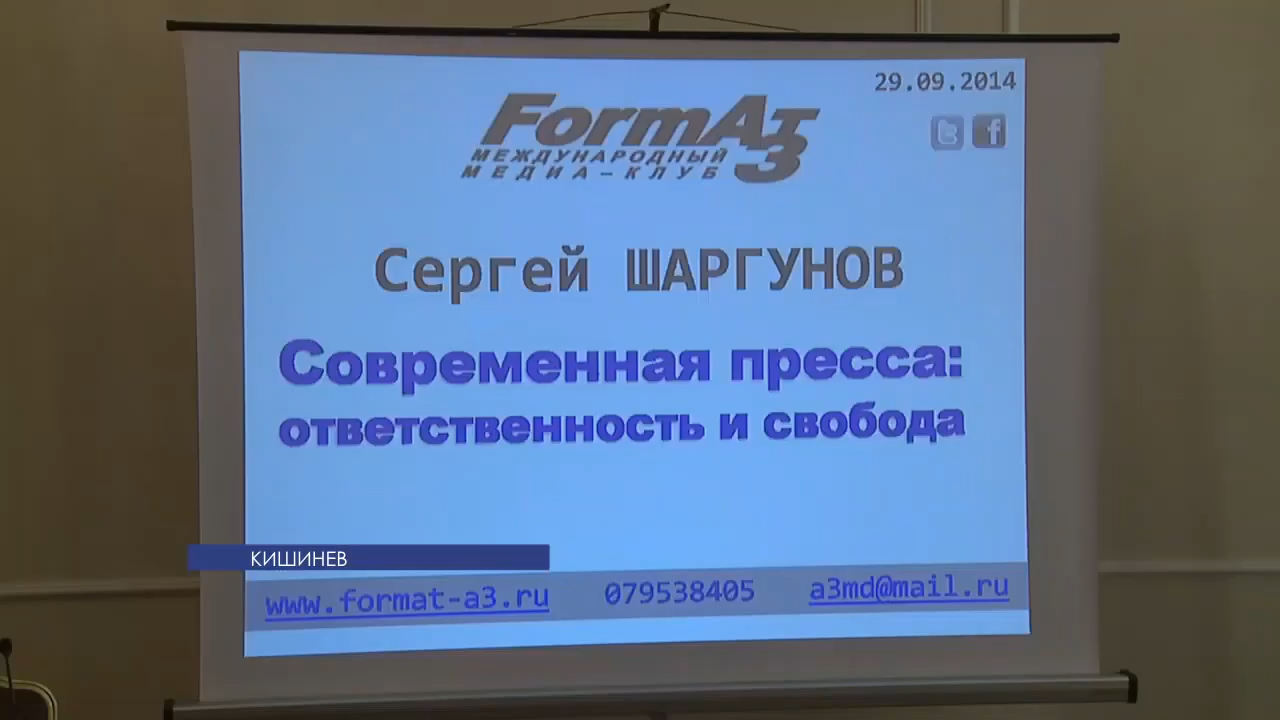 29.09.2014
FormAT3
МЕЖДУНАРОДНЫЙ
МЕДИА-КЛУБ
Сергей ШАРГУНОВ
Современная пресса:
ответственность и свобода
КИШИНЕВ
www.format-a3.ru 079538405 a3md@mail.ru